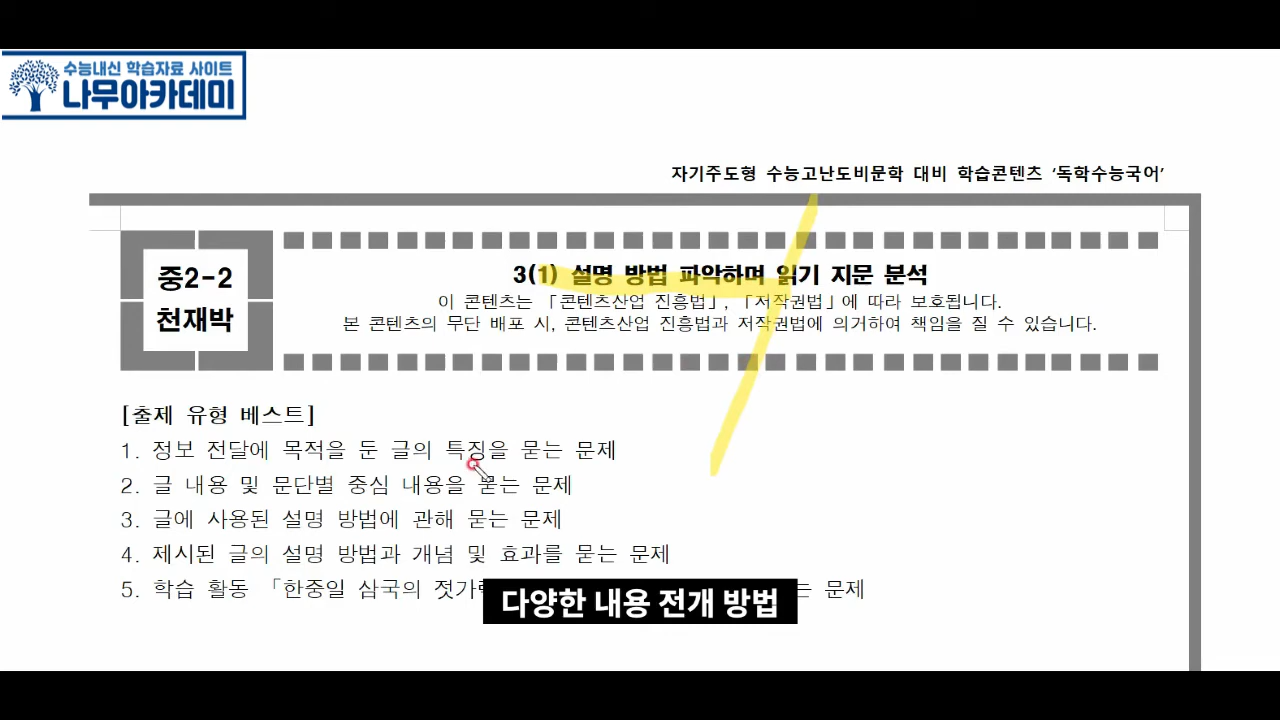 수능내신 학습자료 사이트
나무아카데미
자기주도형 수능고난도비문학 대비 학습콘텐츠 ‘독학수능국어’
중2-2
천재박
3(1) 설명 방법 파악하며 읽기 지문 분석
이 콘텐츠는 「콘텐츠산업 진흥법」, 「저작권법」에 따라 보호됩니다.
본 콘텐츠의 무단 배포 시, 콘텐츠산업 진흥법과 저작권법에 의거하여 책임을 질 수 있습니다.
[출제 유형 베스트]
1. 정보 전달에 목적을 둔 글의 특징을 묻는 문제
2. 글 내용 및 문단별 중심 내용을 묻는 문제
3. 글에 사용된 설명 방법에 관해 묻는 문제
4. 제시된 글의 설명 방법과 개념 및 효과를 묻는 문제
5. 학습 활동 「한중일 삼국의 문제
다양한 내용 전개 방법